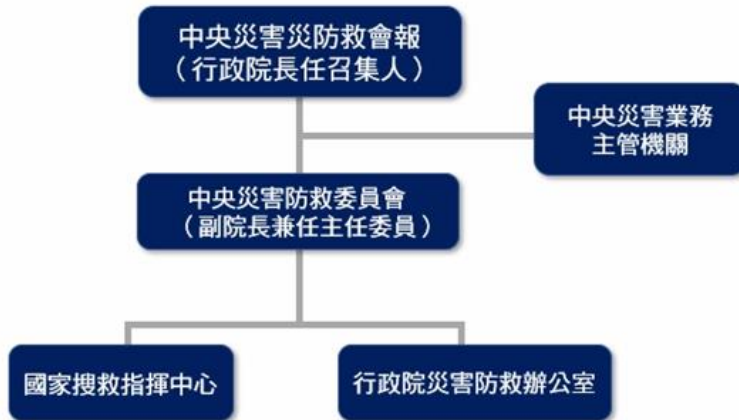 中央災害災防救會報
（行政院長任召集人）
中央災害業務
主管機關
中央災害防救委員會
（副院長兼任主任委員）
國家搜救指揮中心
行政院災害防救辦公室